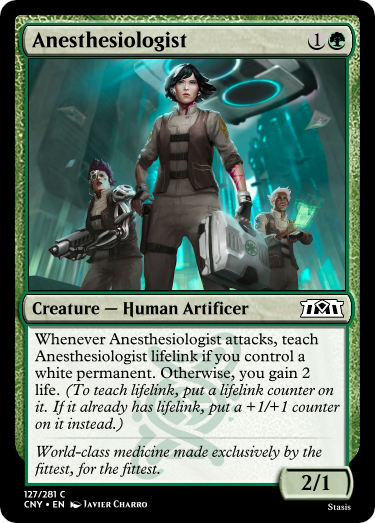 Anesthesiologist 1
Creature — Human Artificer
Whenever Anesthesiologist attacks, teach
Anesthesiologist lifelink if you control a
white permanent. Otherwise, you gain 2
life. (To teach lifelink, put a lifelink counter on
it. If it already has lifelink, put a +1/+1 counter
on it instead.)
World-class medicine made exclusively by the
fittest, for the fittest.
2/1
127/281 C
CNY • EN Javier Charro
Stasis